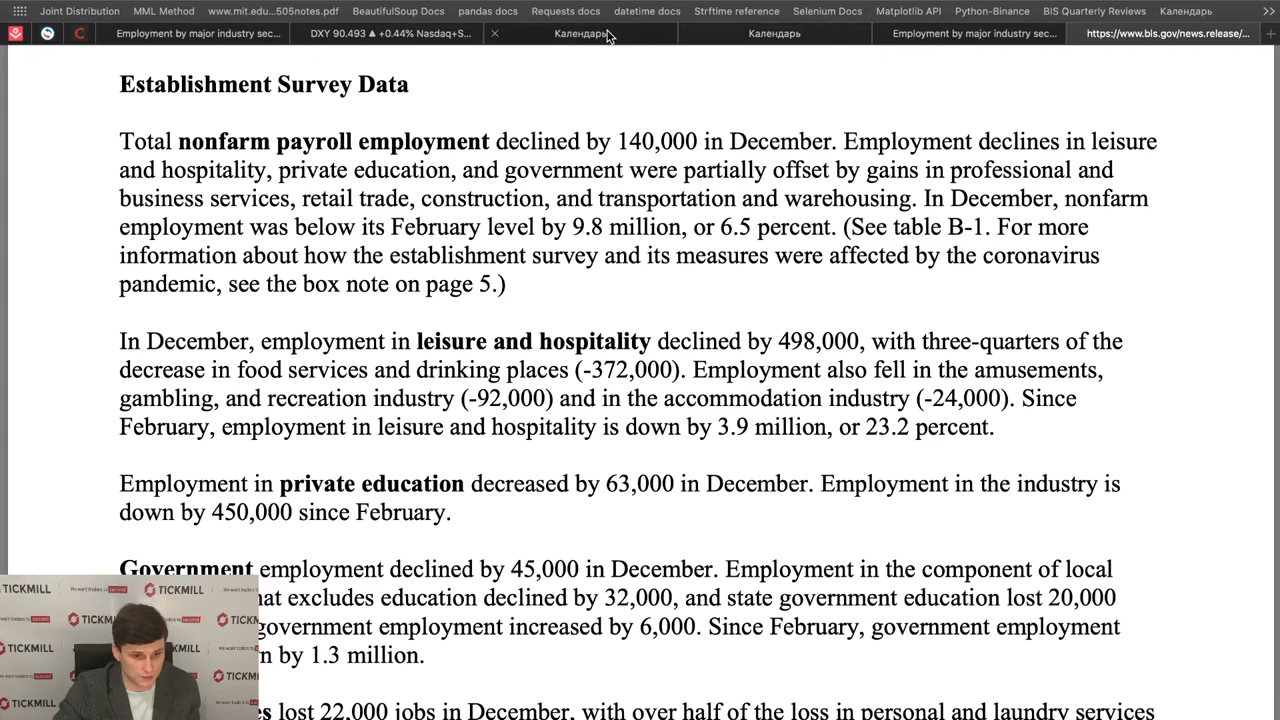 Joint Distribution MML Method www.mit.edu...505notes.pdf BeautifulSoup Docs pandas docs Requests docs datetime docs Strftime reference Selenium Docs Matplotlib API Python-Binance BIS Quarterly Reviews Календарь >>
C Employment by major industry sec... DXY 90.493 ▲ +0.44% Nasdaq+S... × Календарь Календарь Employment by major industry sec... https://www.bls.gov/news.release/... +
Establishment Survey Data
Total nonfarm payroll employment declined by 140,000 in December. Employment declines in leisure
and hospitality, private education, and government were partially offset by gains in professional and
business services, retail trade, construction, and transportation and warehousing. In December, nonfarm
employment was below its February level by 9.8 million, or 6.5 percent. (See table B-1. For more
information about how the establishment survey and its measures were affected by the coronavirus
pandemic, see the box note on page 5.)
In December, employment in leisure and hospitality declined by 498,000, with three-quarters of the
decrease in food services and drinking places (-372,000). Employment also fell in the amusements,
gambling, and recreation industry (-92,000) and in the accommodation industry (-24,000). Since
February, employment in leisure and hospitality is down by 3.9 million, or 23.2 percent.
Employment in private education decreased by 63,000 in December. Employment in the industry is
down by 450,000 since February.
Government employment declined by 45,000 in December. Employment in the component of local
hat excludes education declined by 32,000, and state government education lost 20,000
government employment increased by 6,000. Since February, government employment
n by 1.3 million.
es lost 22,000 jobs in December, with over half of the loss in personal and laundry services
TICKMILL TICKMILL
TICKM TICK
TICKMILL
TICKMILL
TICKMILL